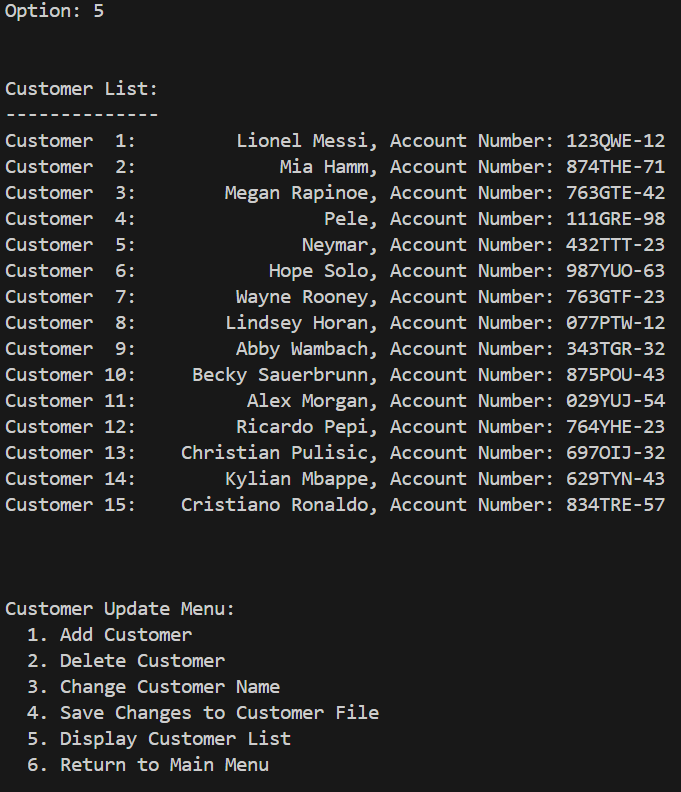 Option: 5
Customer List:
--------------
Customer  1:         Lionel Messi, Account Number: 123QWE-12
Customer  2:             Mia Hamm, Account Number: 874THE-71
Customer  3:        Megan Rapinoe, Account Number: 763GTE-42
Customer  4:                 Pele, Account Number: 111GRE-98
Customer  5:               Neymar, Account Number: 432TTT-23
Customer  6:            Hope Solo, Account Number: 987YUO-63
Customer  7:         Wayne Rooney, Account Number: 763GTF-23
Customer  8:        Lindsey Horan, Account Number: 077PTW-12
Customer  9:         Abby Wambach, Account Number: 343TGR-32
Customer 10:     Becky Sauerbrunn, Account Number: 875POU-43
Customer 11:          Alex Morgan, Account Number: 029YUJ-54
Customer 12:         Ricardo Pepi, Account Number: 764YHE-23
Customer 13:    Christian Pulisic, Account Number: 697OIJ-32
Customer 14:        Kylian Mbappe, Account Number: 629TYN-43
Customer 15:    Cristiano Ronaldo, Account Number: 834TRE-57
Customer Update Menu:
  1. Add Customer
  2. Delete Customer
  3. Change Customer Name
  4. Save Changes to Customer File
  5. Display Customer List
  6. Return to Main Menu